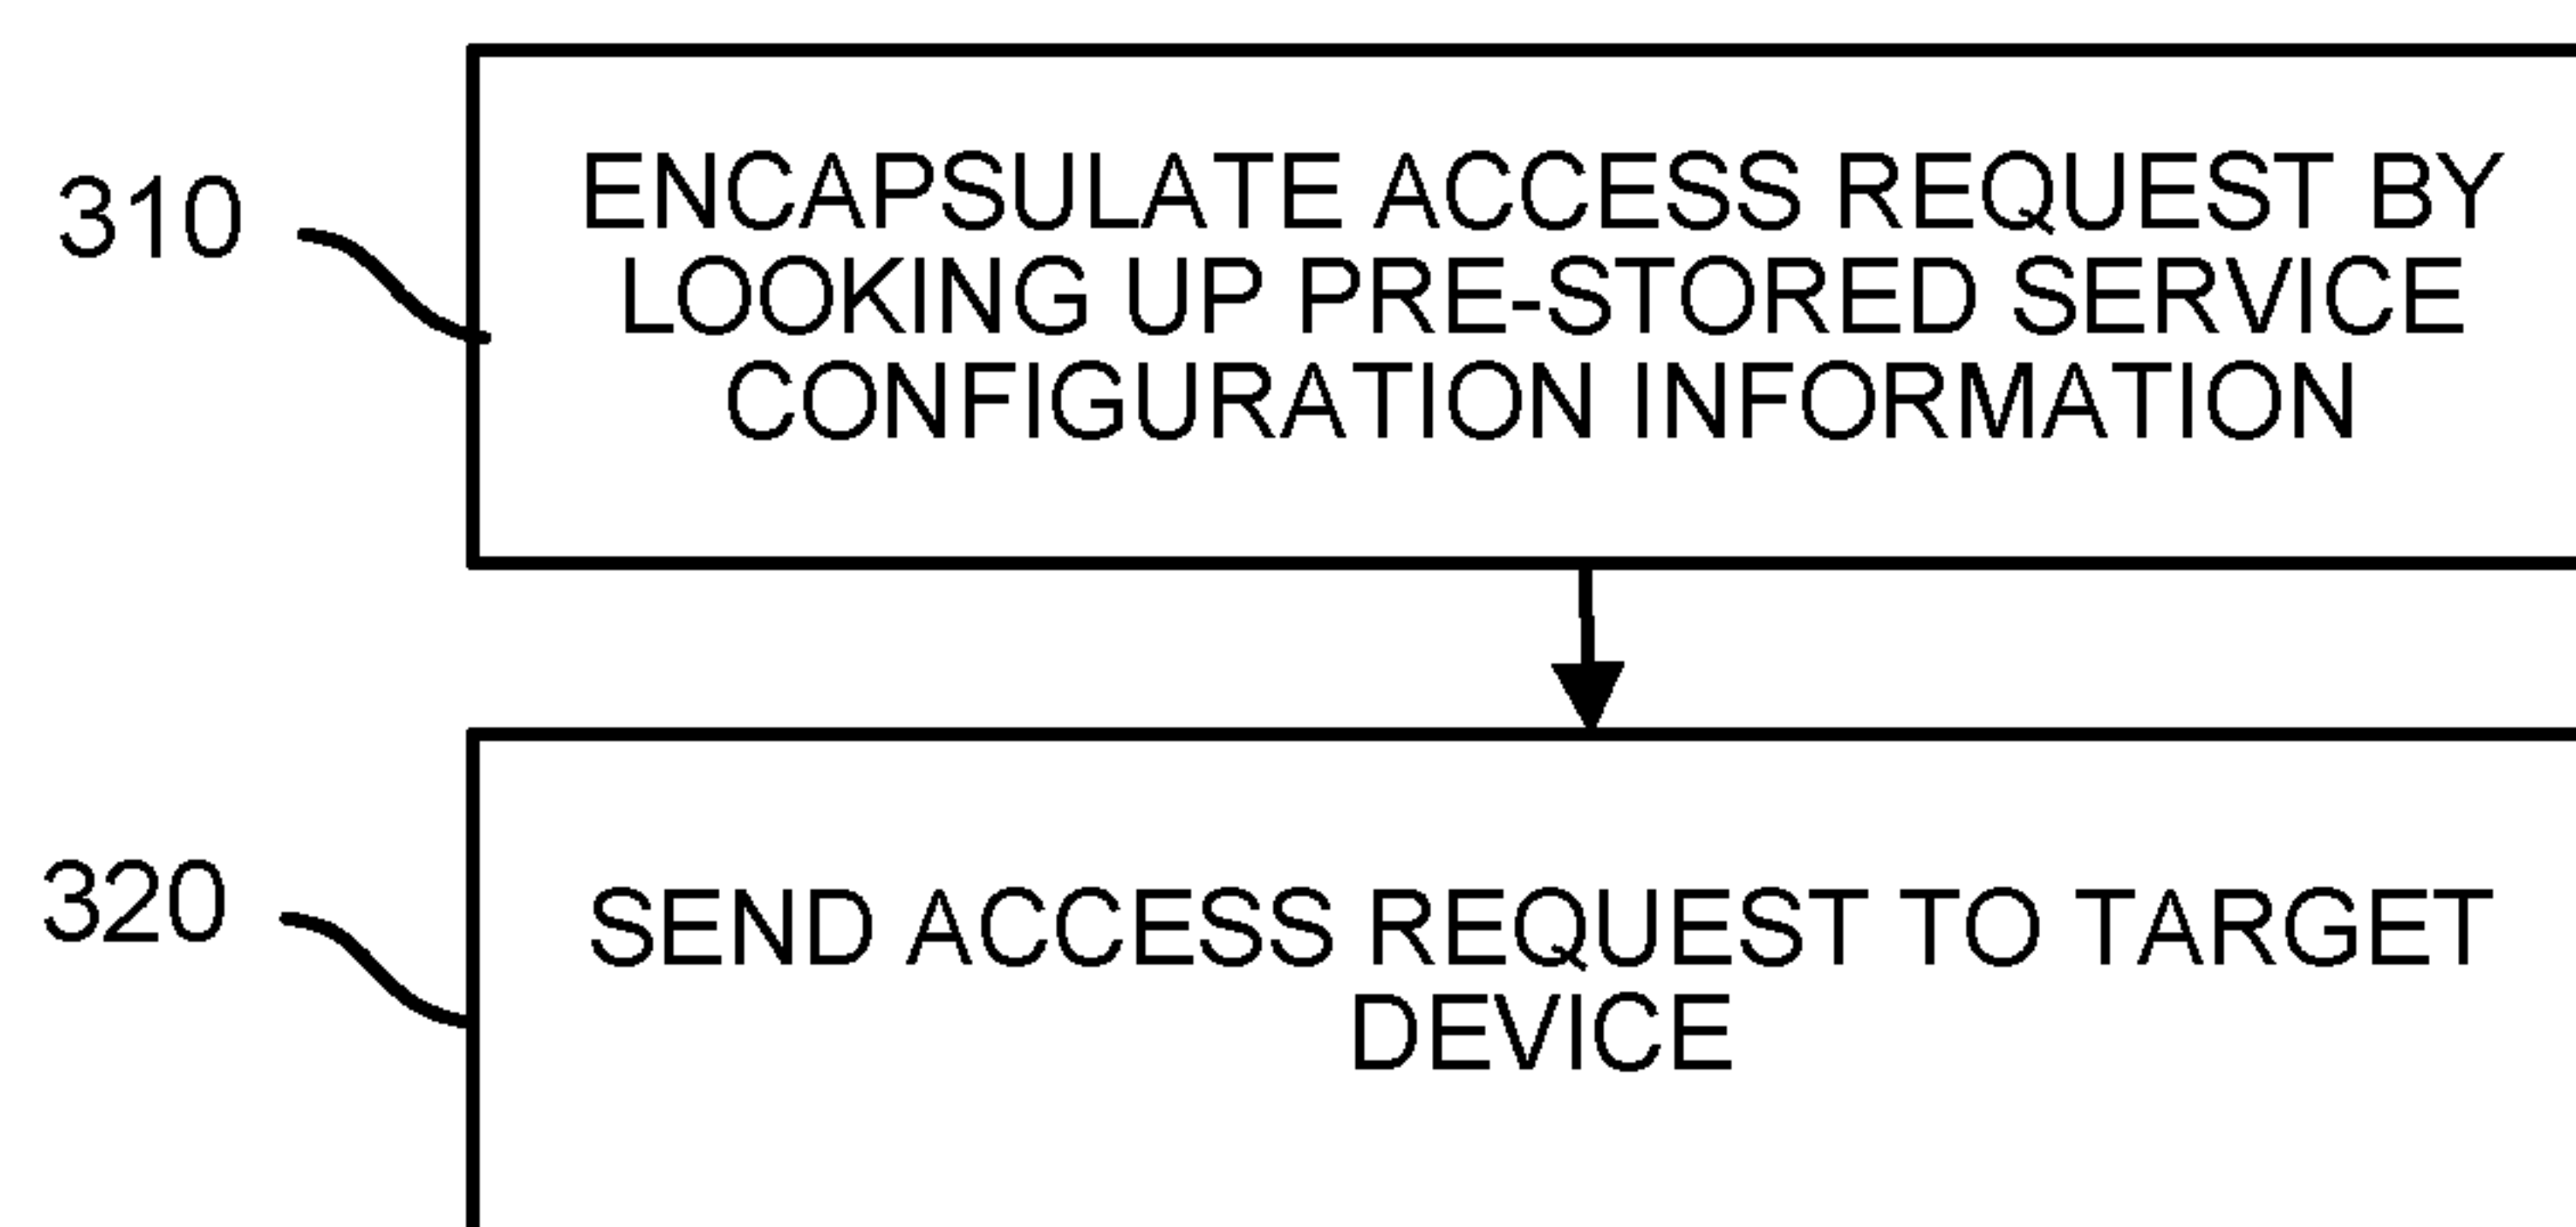 310
ENCAPSULATE ACCESS REQUEST BY
LOOKING UP PRE-STORED SERVICE
CONFIGURATION INFORMATION
320
SEND ACCESS REQUEST TO TARGET
DEVICE